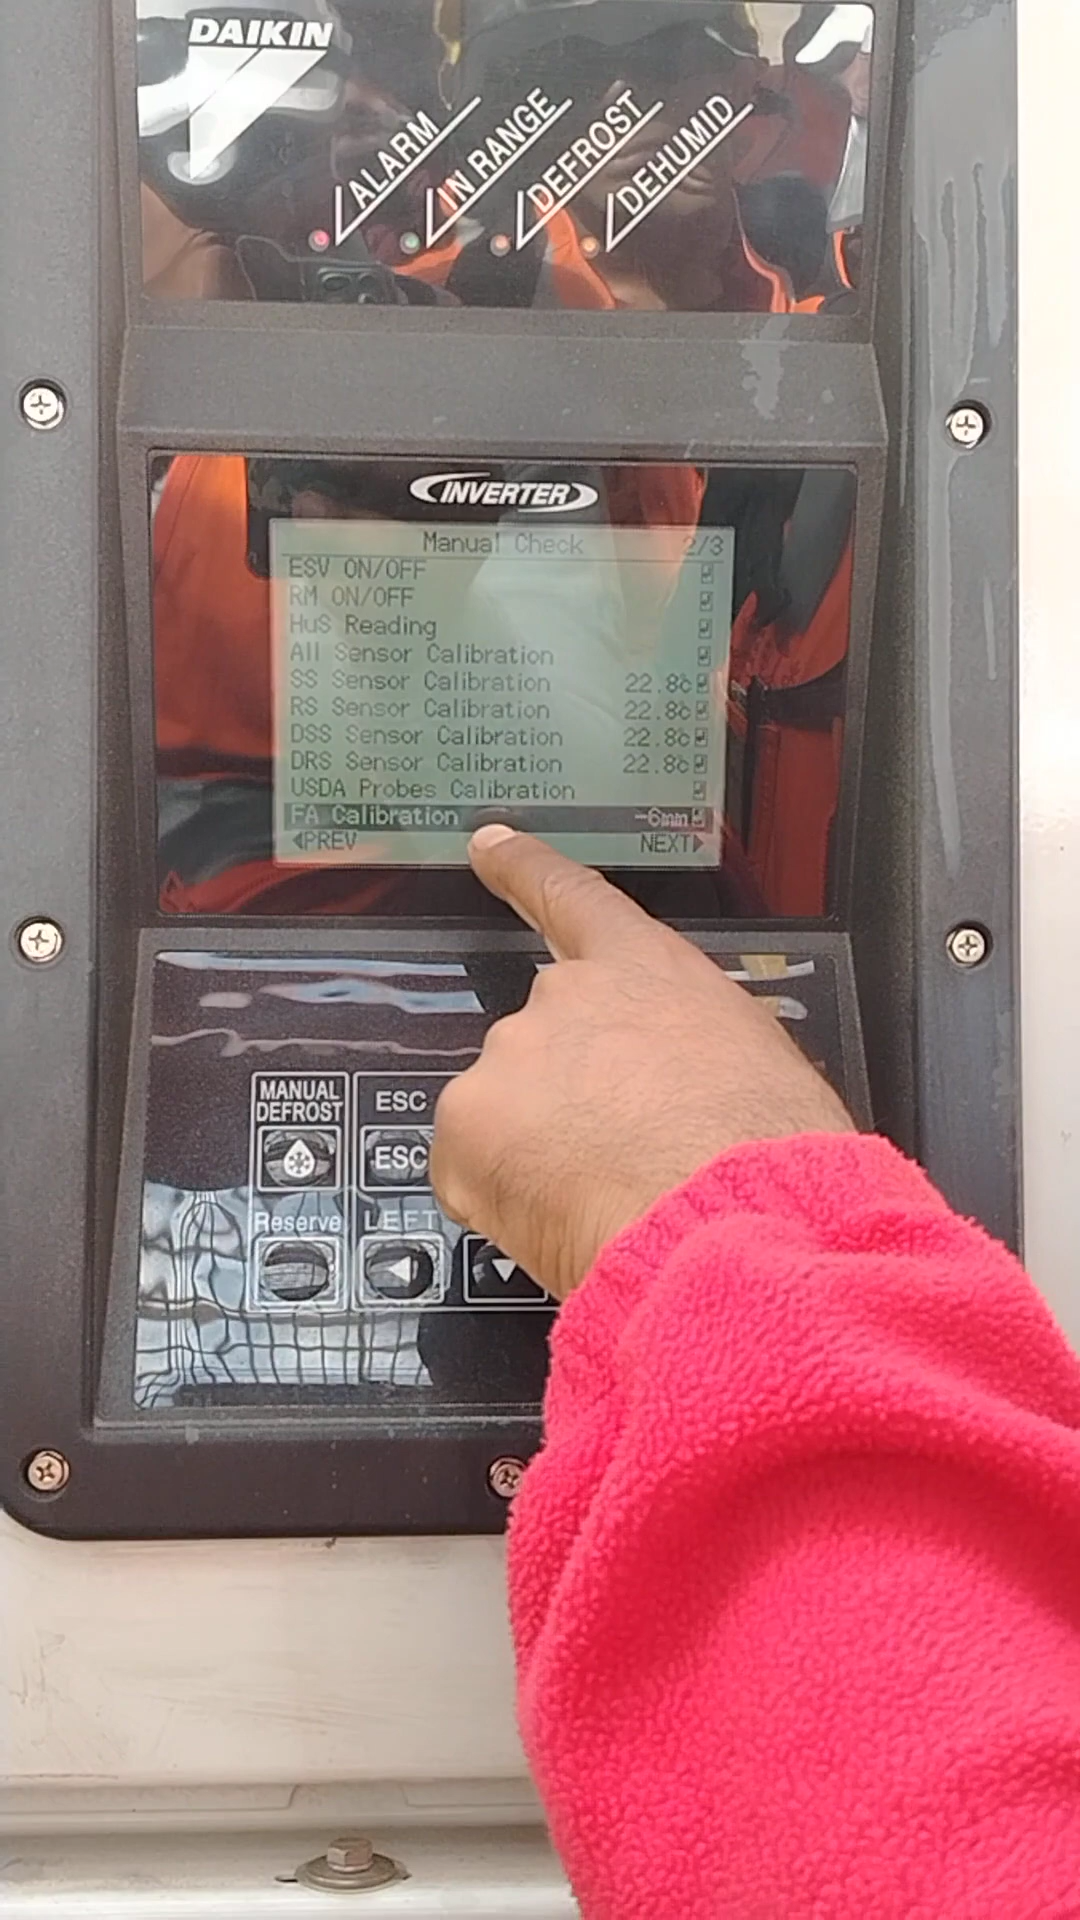 DAIKIN
ALARM
IN RANGE
DEFROST
DEHUMID
INVERTER
Manual Check 2/3
ESV ON/OFF
RM ON/OFF
HuS Reading
All Sensor Calibration
SS Sensor Calibration 22.8c
RS Sensor Calibration 22.8c
DSS Sensor Calibration 22.8c
DRS Sensor Calibration 22.8c
USDA Probes Calibration
FA Calibration -6mm
◀PREV NEXT▶
MANUAL DEFROST
ESC
ESC
Reserve
LEFT